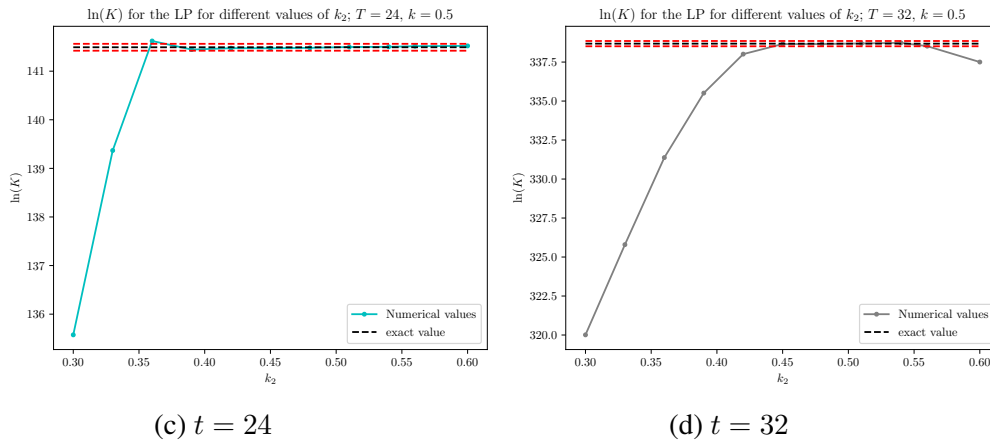 ln(K) for the LP for different values of k₂; T = 24, k = 0.5
141
140
139
138
137
136
ln(K)
0.30 0.35 0.40 0.45 0.50 0.55 0.60
k₂
Numerical values
exact value
(c) t = 24
ln(K) for the LP for different values of k₂; T = 32, k = 0.5
337.5
335.0
332.5
330.0
327.5
325.0
322.5
320.0
ln(K)
0.30 0.35 0.40 0.45 0.50 0.55 0.60
k₂
Numerical values
exact value
(d) t = 32